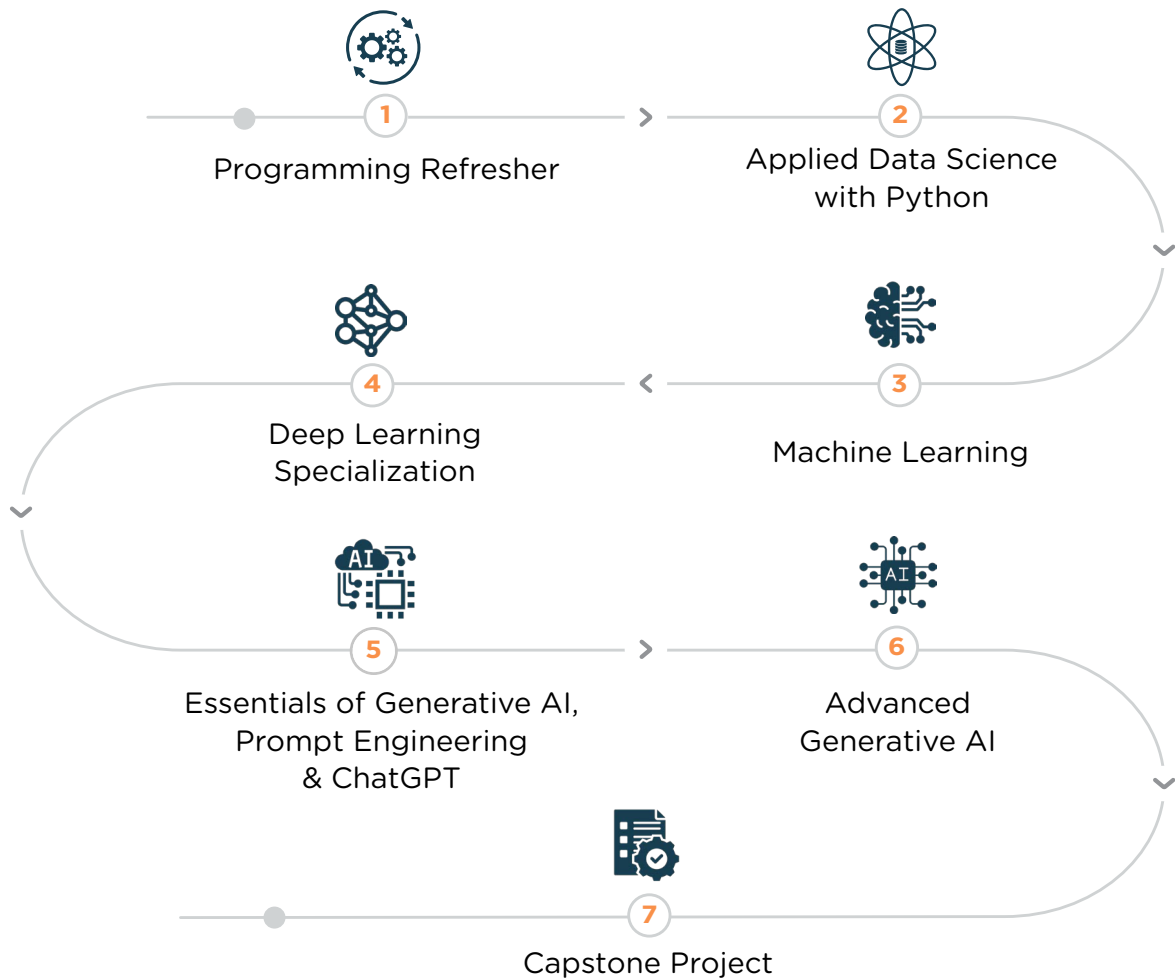 1
Programming Refresher
2
Applied Data Science
with Python
3
Machine Learning
4
Deep Learning
Specialization
AI
5
Essentials of Generative AI,
Prompt Engineering
& ChatGPT
AI
6
Advanced
Generative AI
7
Capstone Project